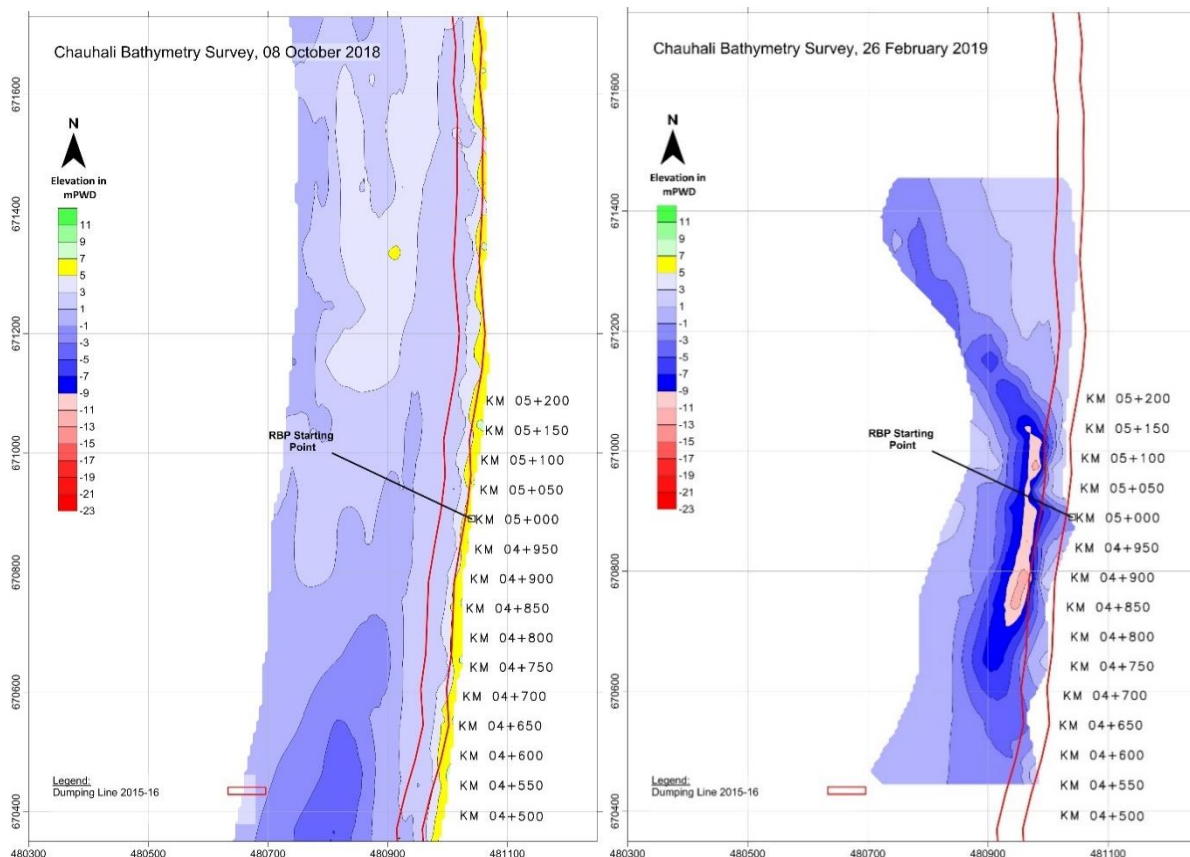 Chauhali Bathymetry Survey, 08 October 2018
N
Elevation in
mPWD
11
9
7
5
3
1
-1
-3
-5
-7
-9
-11
-13
-15
-17
-19
-21
-23
671600
671400
671200
671000
670800
670600
670400
RBP Starting
Point
KM 05+200
KM 05+150
KM 05+100
KM 05+050
KM 05+000
KM 04+950
KM 04+900
KM 04+850
KM 04+800
KM 04+750
KM 04+700
KM 04+650
KM 04+600
KM 04+550
KM 04+500
Legend:
Dumping Line 2015-16
480300
480500
480700
480900
481100
Chauhali Bathymetry Survey, 26 February 2019
N
Elevation in
mPWD
11
9
7
5
3
1
-1
-3
-5
-7
-9
-11
-13
-15
-17
-19
-21
-23
671600
671400
671200
671000
670800
670600
670400
RBP Starting
Point
KM 05+200
KM 05+150
KM 05+100
KM 05+050
KM 05+000
KM 04+950
KM 04+900
KM 04+850
KM 04+800
KM 04+750
KM 04+700
KM 04+650
KM 04+600
KM 04+550
KM 04+500
Legend:
Dumping Line 2015-16
480300
480500
480700
480900
481100